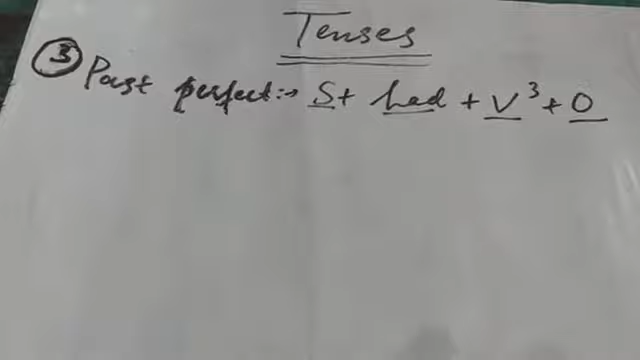 Tenses
③ Past perfect:→ S + had + V³ + O